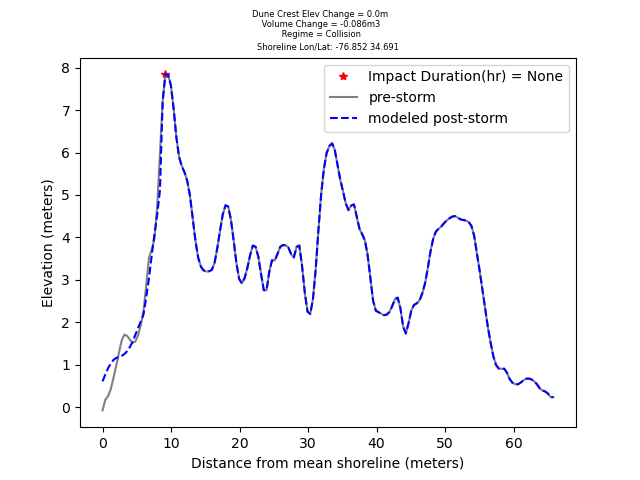 Dune Crest Elev Change = 0.0m
Volume Change = -0.086m3
Regime = Collision
Shoreline Lon/Lat: -76.852 34.691
Impact Duration(hr) = None
pre-storm
modeled post-storm
8
7
6
5
4
3
2
1
0
Elevation (meters)
0 10 20 30 40 50 60
Distance from mean shoreline (meters)